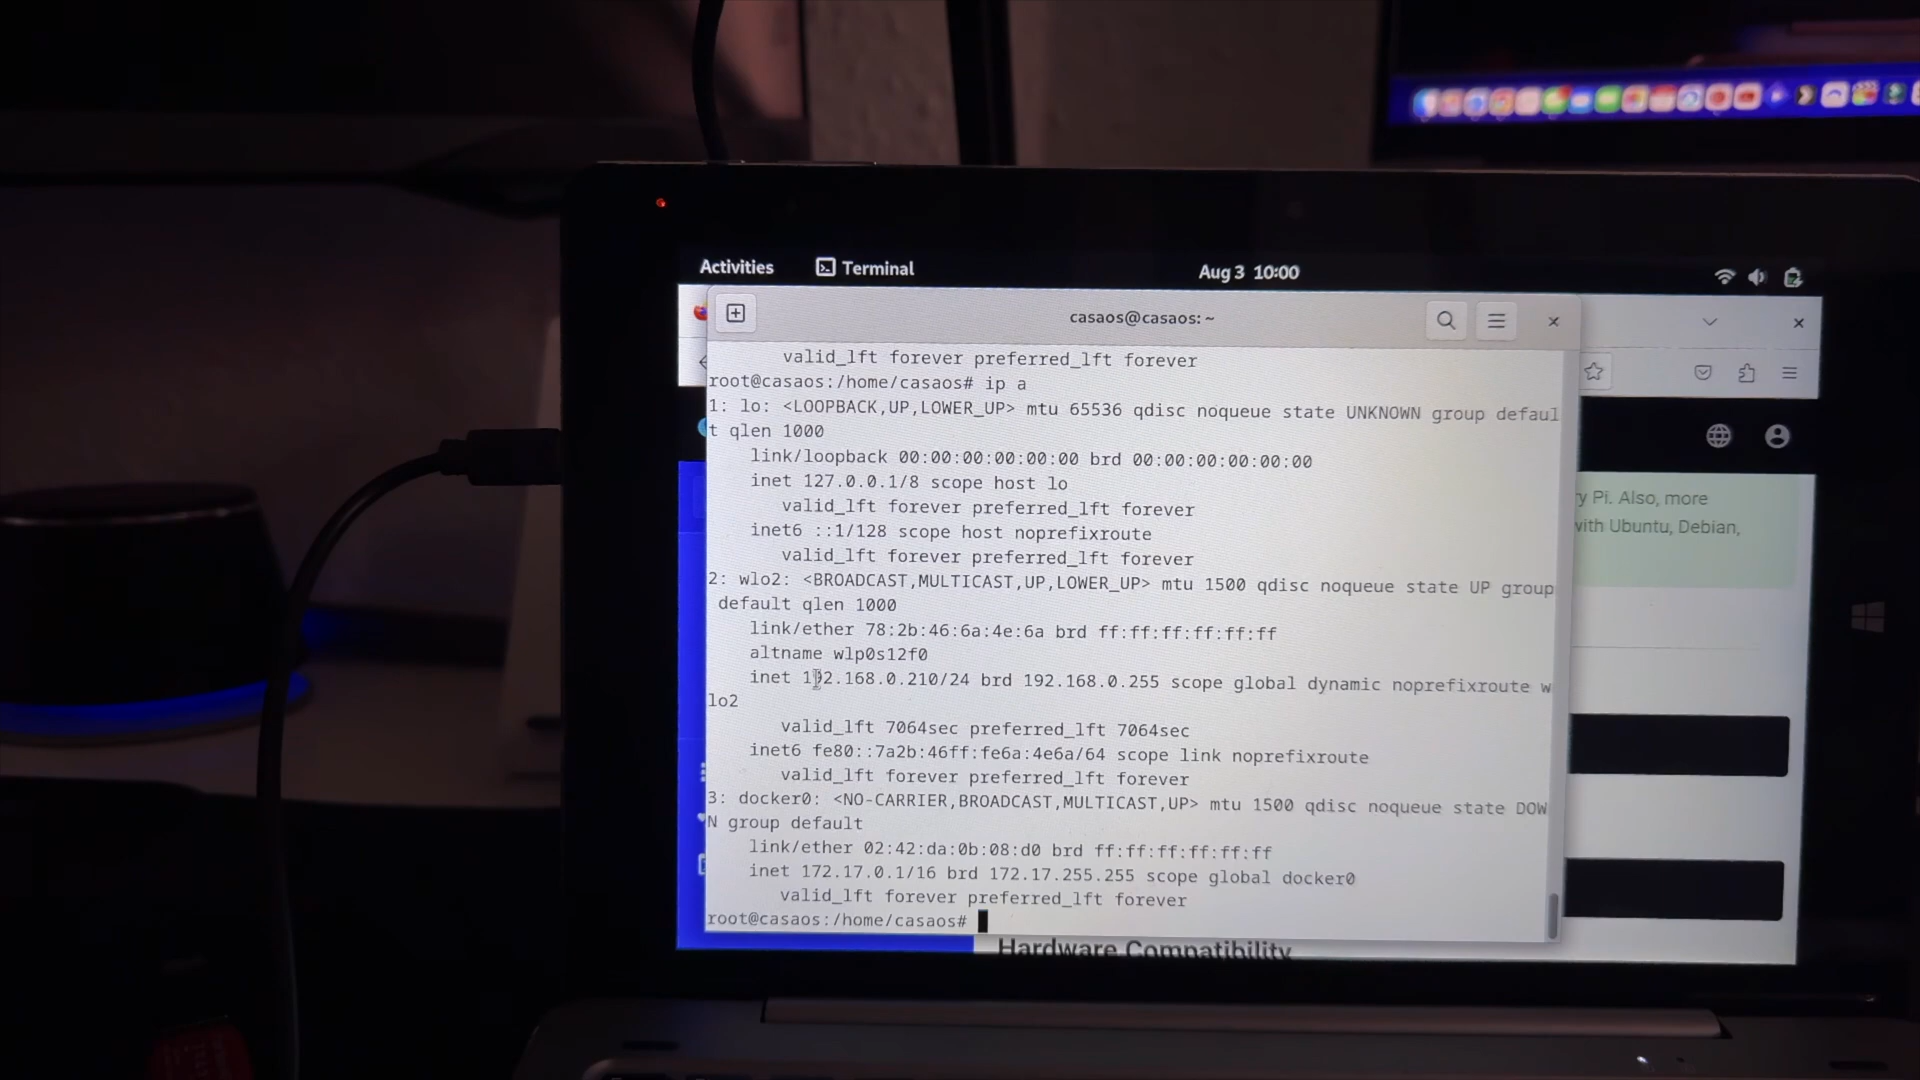 Activities
Terminal
Aug 3 10:00
casaos@casaos: ~
valid_lft forever preferred_lft forever
root@casaos:/home/casaos# ip a
1: lo: <LOOPBACK,UP,LOWER_UP> mtu 65536 qdisc noqueue state UNKNOWN group defaul
t qlen 1000
link/loopback 00:00:00:00:00:00 brd 00:00:00:00:00:00
inet 127.0.0.1/8 scope host lo
valid_lft forever preferred_lft forever
inet6 ::1/128 scope host noprefixroute
valid_lft forever preferred_lft forever
2: wlo2: <BROADCAST,MULTICAST,UP,LOWER_UP> mtu 1500 qdisc noqueue state UP group
default qlen 1000
link/ether 78:2b:46:6a:4e:6a brd ff:ff:ff:ff:ff:ff
altname wlp0s12f0
inet 192.168.0.210/24 brd 192.168.0.255 scope global dynamic noprefixroute w
lo2
valid_lft 7064sec preferred_lft 7064sec
inet6 fe80::7a2b:46ff:fe6a:4e6a/64 scope link noprefixroute
valid_lft forever preferred_lft forever
3: docker0: <NO-CARRIER,BROADCAST,MULTICAST,UP> mtu 1500 qdisc noqueue state DOW
N group default
link/ether 02:42:da:0b:08:d0 brd ff:ff:ff:ff:ff:ff
inet 172.17.0.1/16 brd 172.17.255.255 scope global docker0
valid_lft forever preferred_lft forever
root@casaos:/home/casaos#
ry Pi. Also, more
with Ubuntu, Debian,
Hardware Compatibility